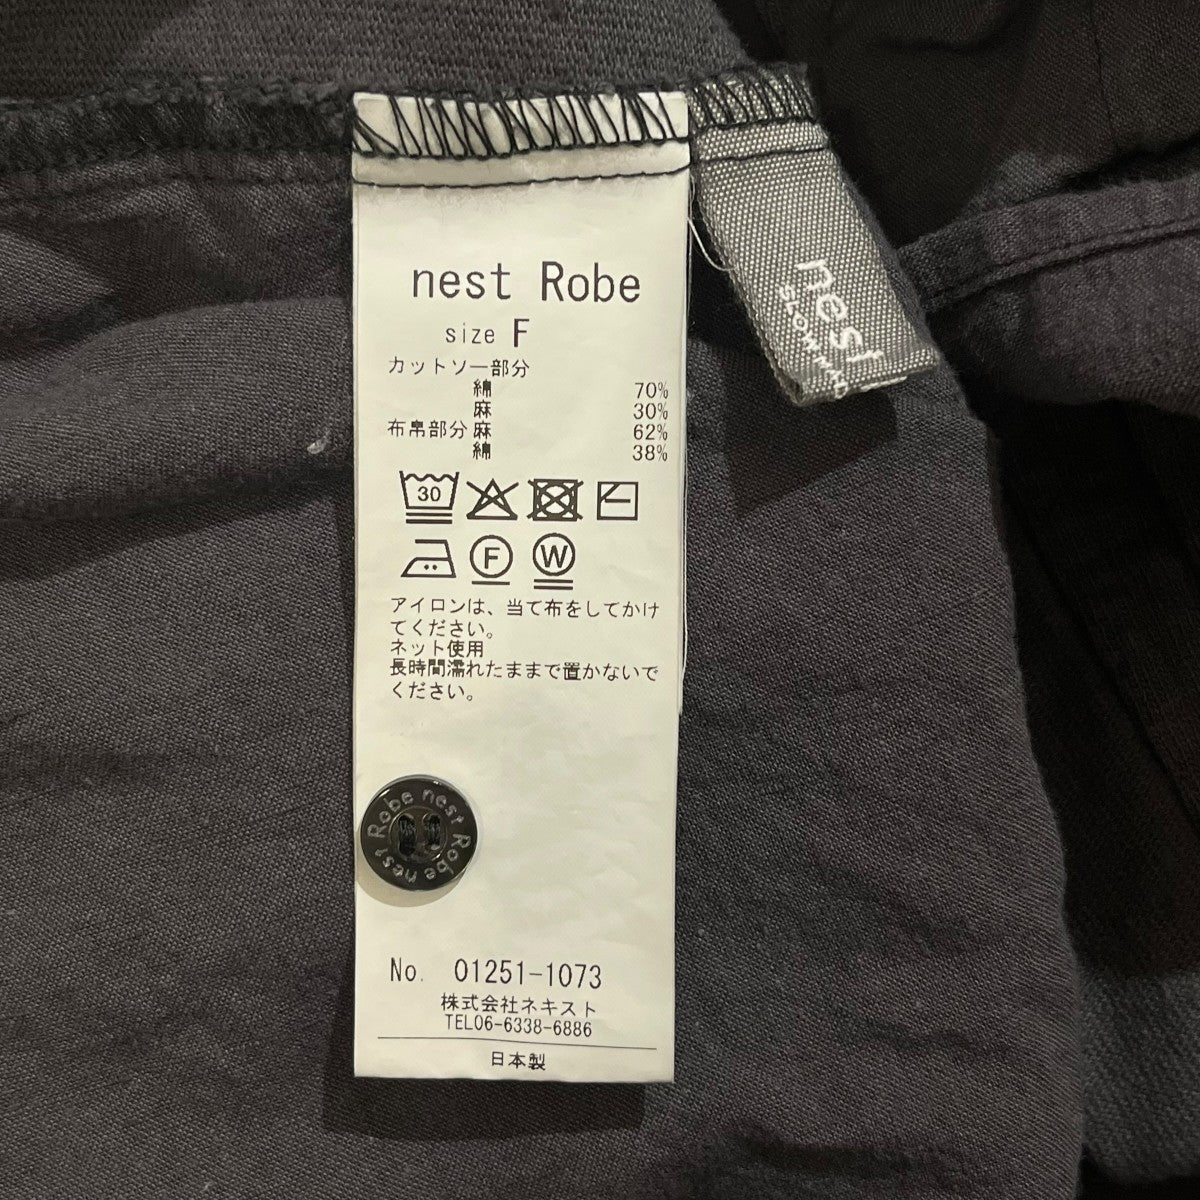 nest Robe
size F
カットソー部分
綿 70%
麻 30%
布帛部分 麻 62%
綿 38%
30
F W
アイロンは、当て布をしてかけ
てください。
ネット使用
長時間濡れたままで置かないで
ください。
nest Robe nest Robe
No. 01251-1073
株式会社ネキスト
TEL06-6338-6886
日本製
nest